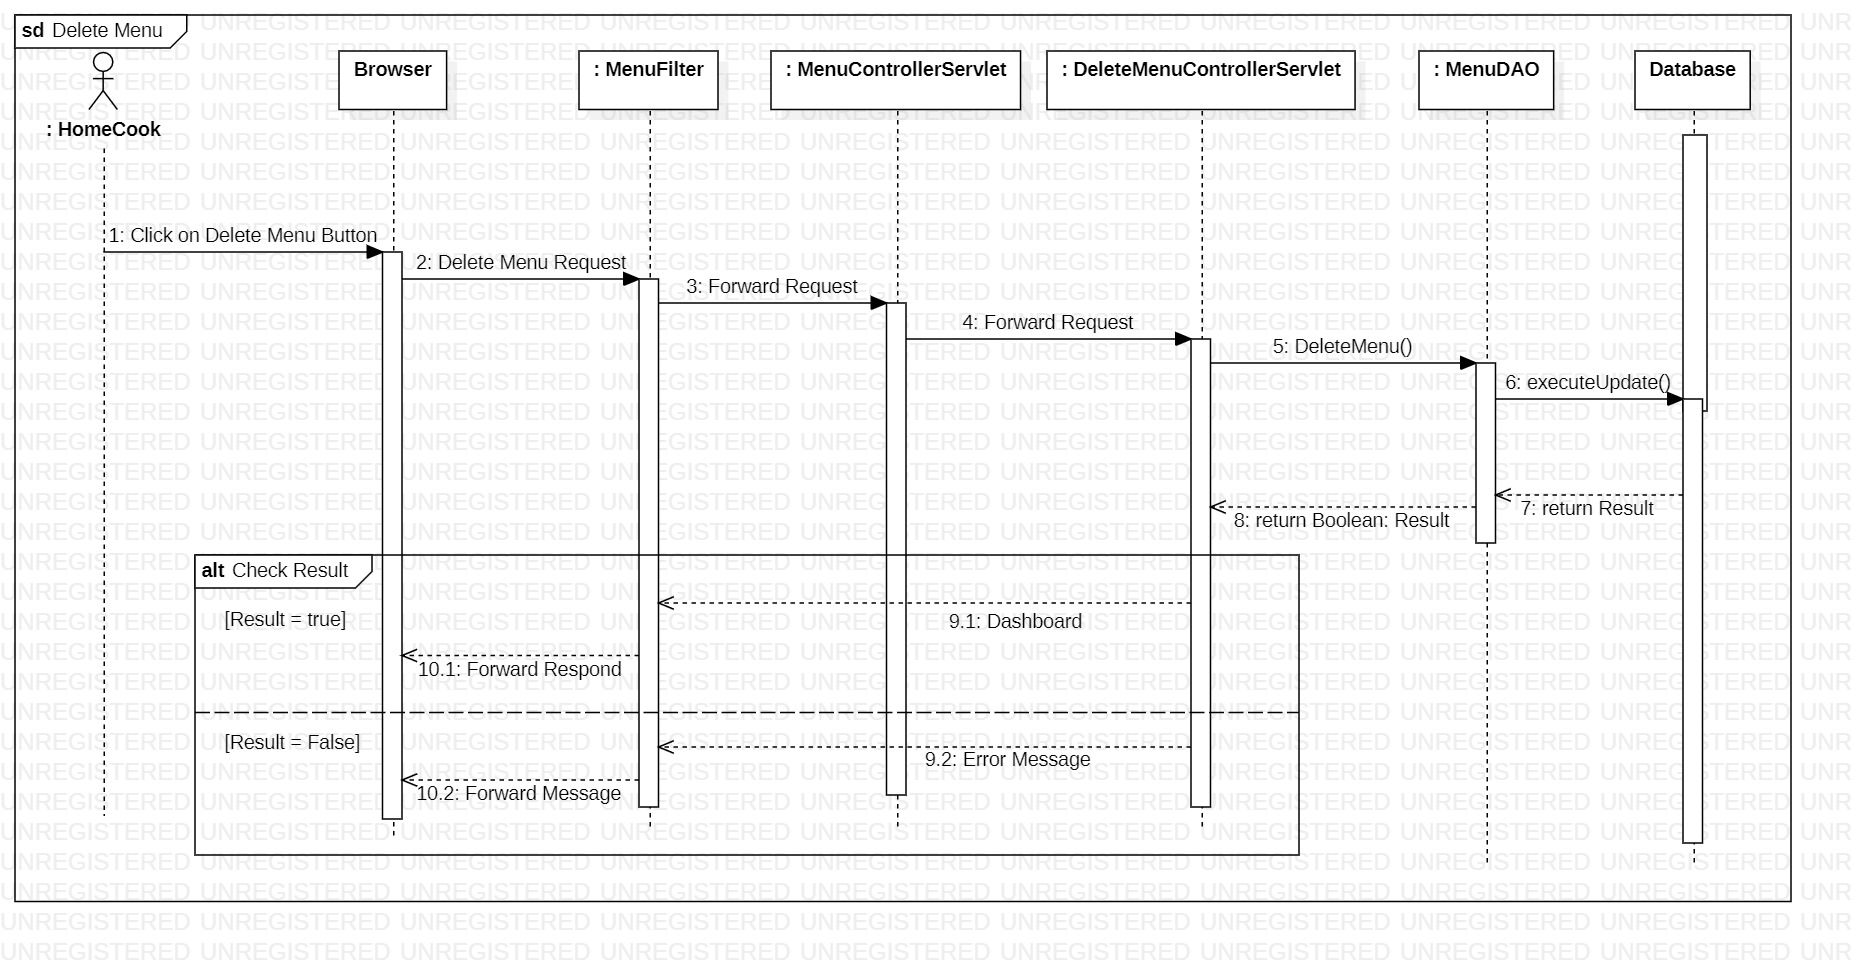 sd Delete Menu
: HomeCook
Browser
: MenuFilter
: MenuControllerServlet
: DeleteMenuControllerServlet
: MenuDAO
Database
1: Click on Delete Menu Button
2: Delete Menu Request
3: Forward Request
4: Forward Request
5: DeleteMenu()
6: executeUpdate()
7: return Result
8: return Boolean: Result
alt Check Result
[Result = true]
9.1: Dashboard
10.1: Forward Respond
[Result = False]
9.2: Error Message
10.2: Forward Message
UNREGISTERED